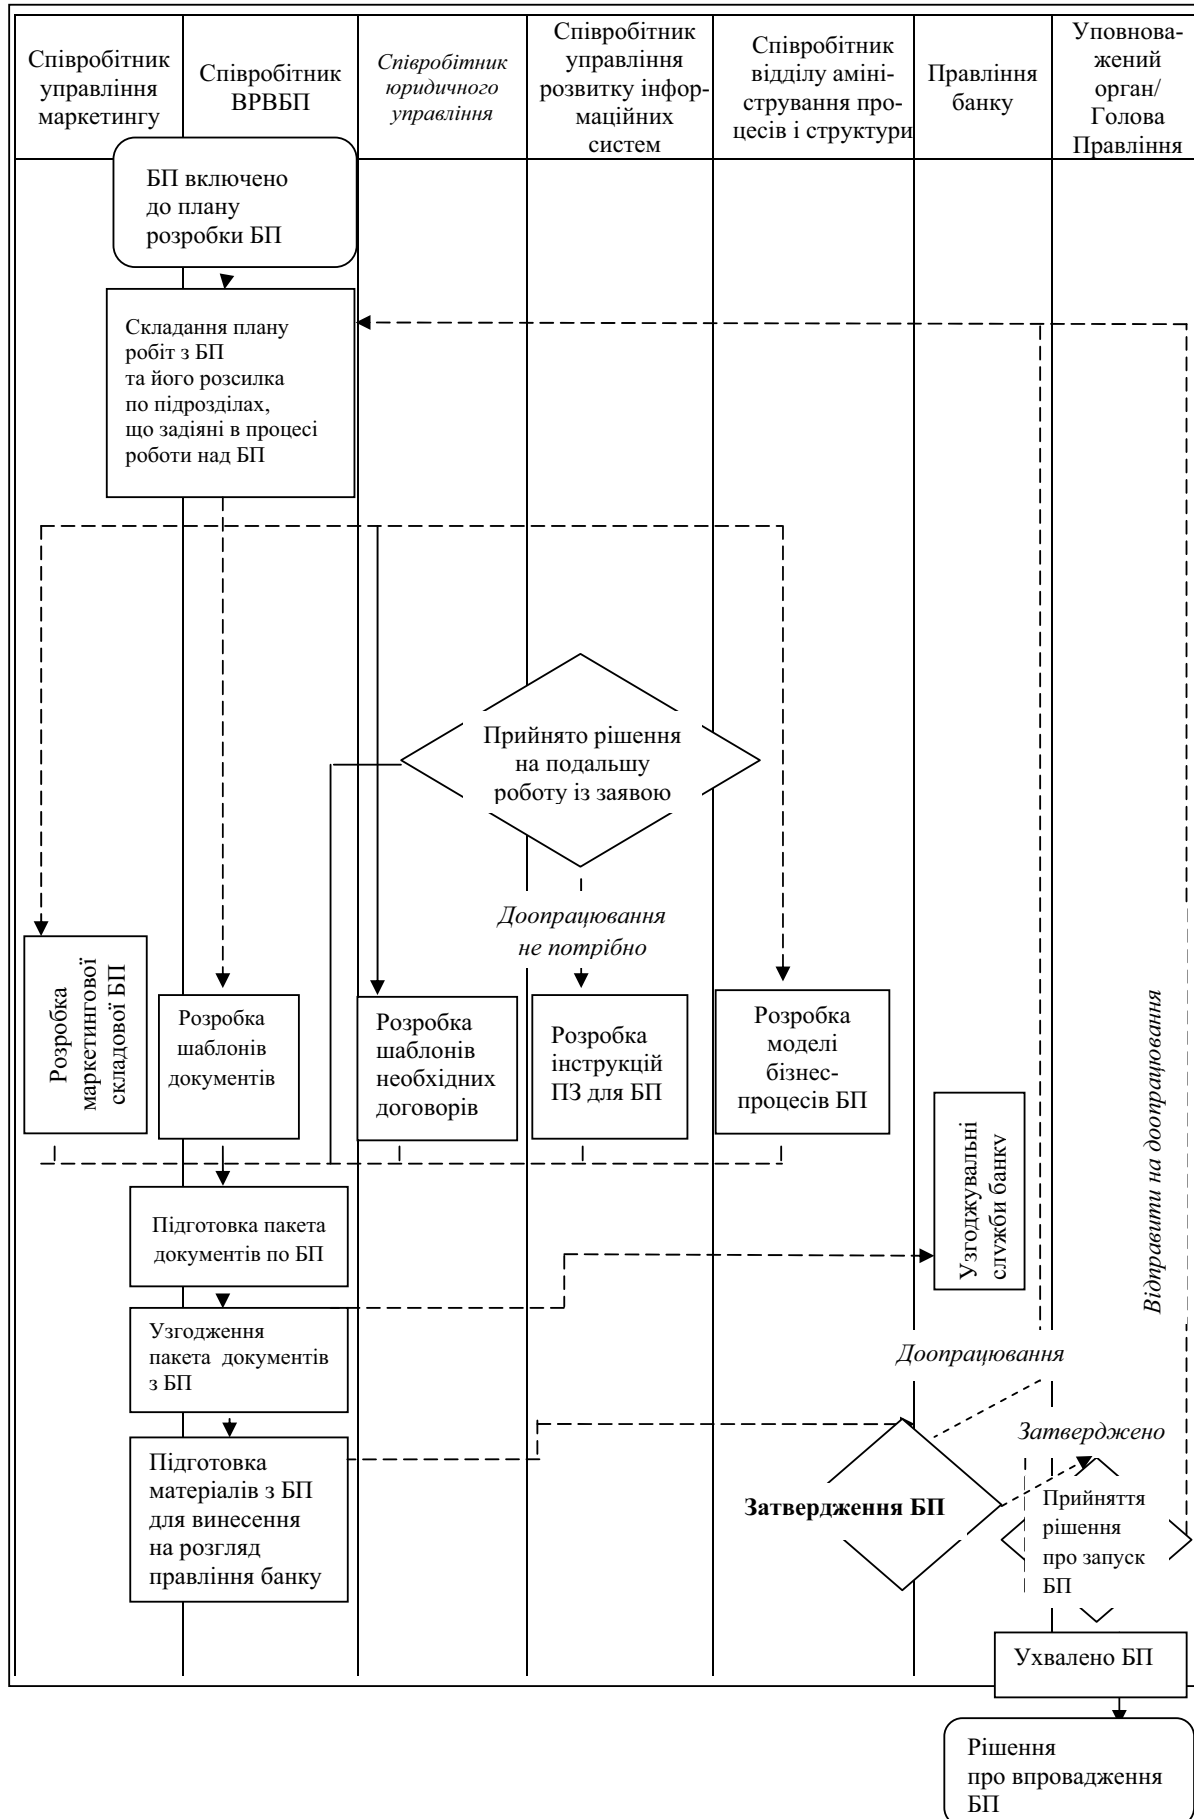 Співробітник
управління
маркетингу
Співробітник
ВРВБП
Співробітник
юридичного
управління
Співробітник
управління
розвитку інфор-
маційних
систем
Співробітник
відділу аміні-
стрування про-
цесів і структури
Правління
банку
Уповнова-
жений
орган/
Голова
Правління
БП включено
до плану
розробки БП
Складання плану
робіт з БП
та його розсилка
по підрозділах,
що задіяні в процесі
роботи над БП
Прийнято рішення
на подальшу
роботу із заявою
Доопрацювання
не потрібно
Розробка
маркетингової
складової БП
Розробка
шаблонів
документів
Розробка
шаблонів
необхідних
договорів
Розробка
інструкцій
ПЗ для БП
Розробка
моделі
бізнес-
процесів БП
Узгоджувальні
служби банку
Відправити на доопрацювання
Підготовка пакета
документів по БП
Узгодження
пакета документів
з БП
Доопрацювання
Затверджено
Підготовка
матеріалів з БП
для винесення
на розгляд
правління банку
Затвердження БП
Прийняття
рішення
про запуск
БП
Ухвалено БП
Рішення
про впровадження
БП